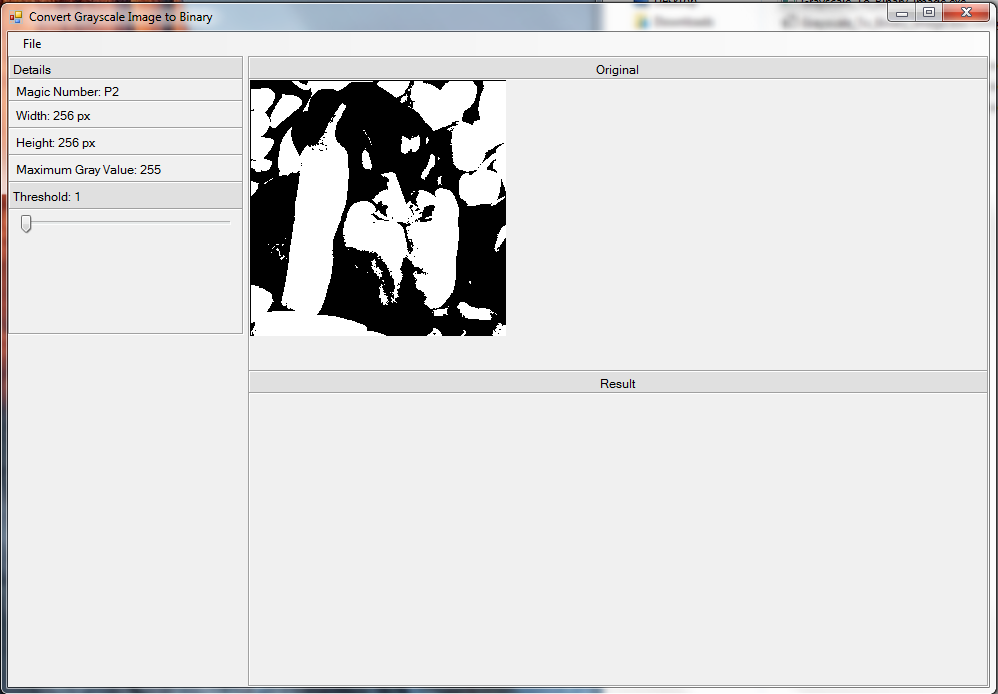 Convert Grayscale Image to Binary
File
Details
Magic Number: P2
Width: 256 px
Height: 256 px
Maximum Gray Value: 255
Threshold: 1
Original
Result
Downloads